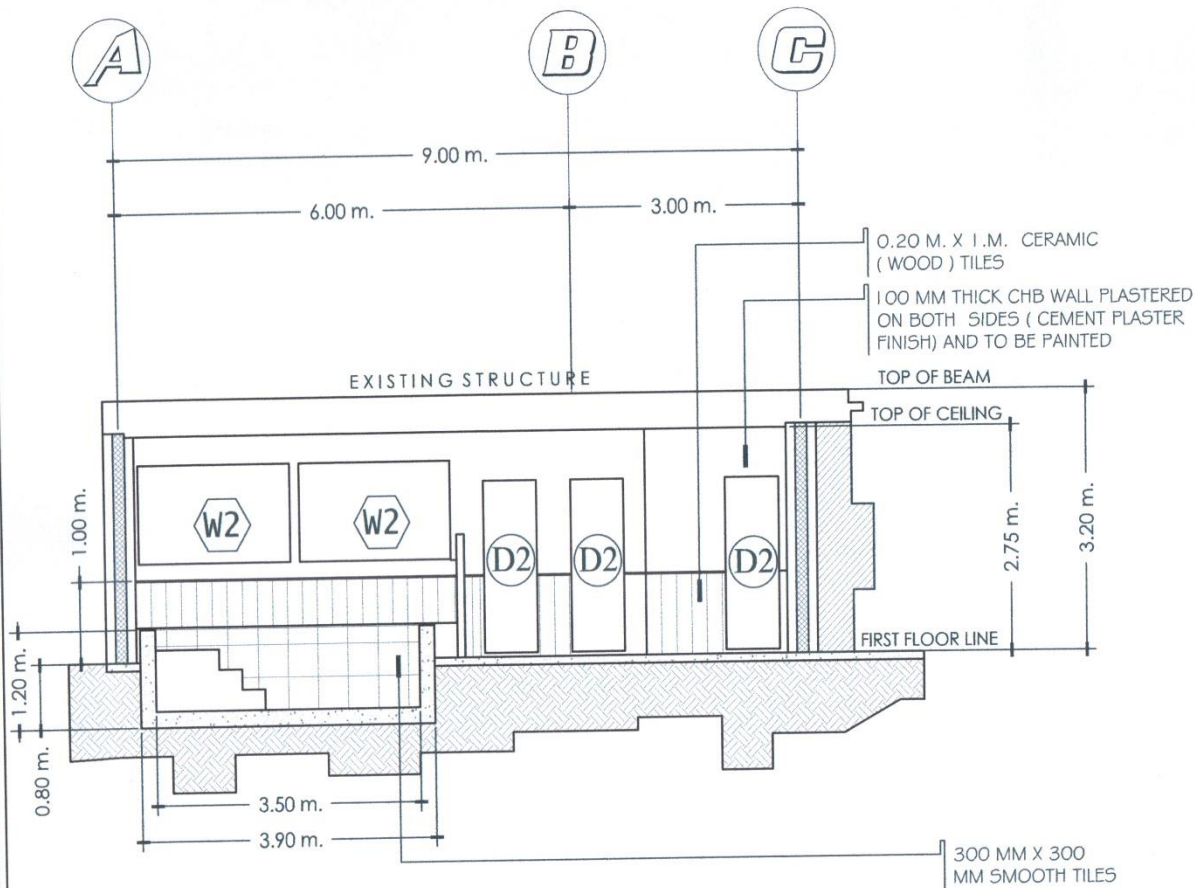 A
B
C
9.00 m.
6.00 m.
3.00 m.
0.20 M. X 1.M. CERAMIC
( WOOD ) TILES
100 MM THICK CHB WALL PLASTERED
ON BOTH SIDES ( CEMENT PLASTER
FINISH) AND TO BE PAINTED
EXISTING STRUCTURE
TOP OF BEAM
TOP OF CEILING
W2
W2
D2
D2
D2
1.00 m.
2.75 m.
3.20 m.
FIRST FLOOR LINE
1.20 m.
0.80 m.
3.50 m.
3.90 m.
300 MM X 300
MM SMOOTH TILES